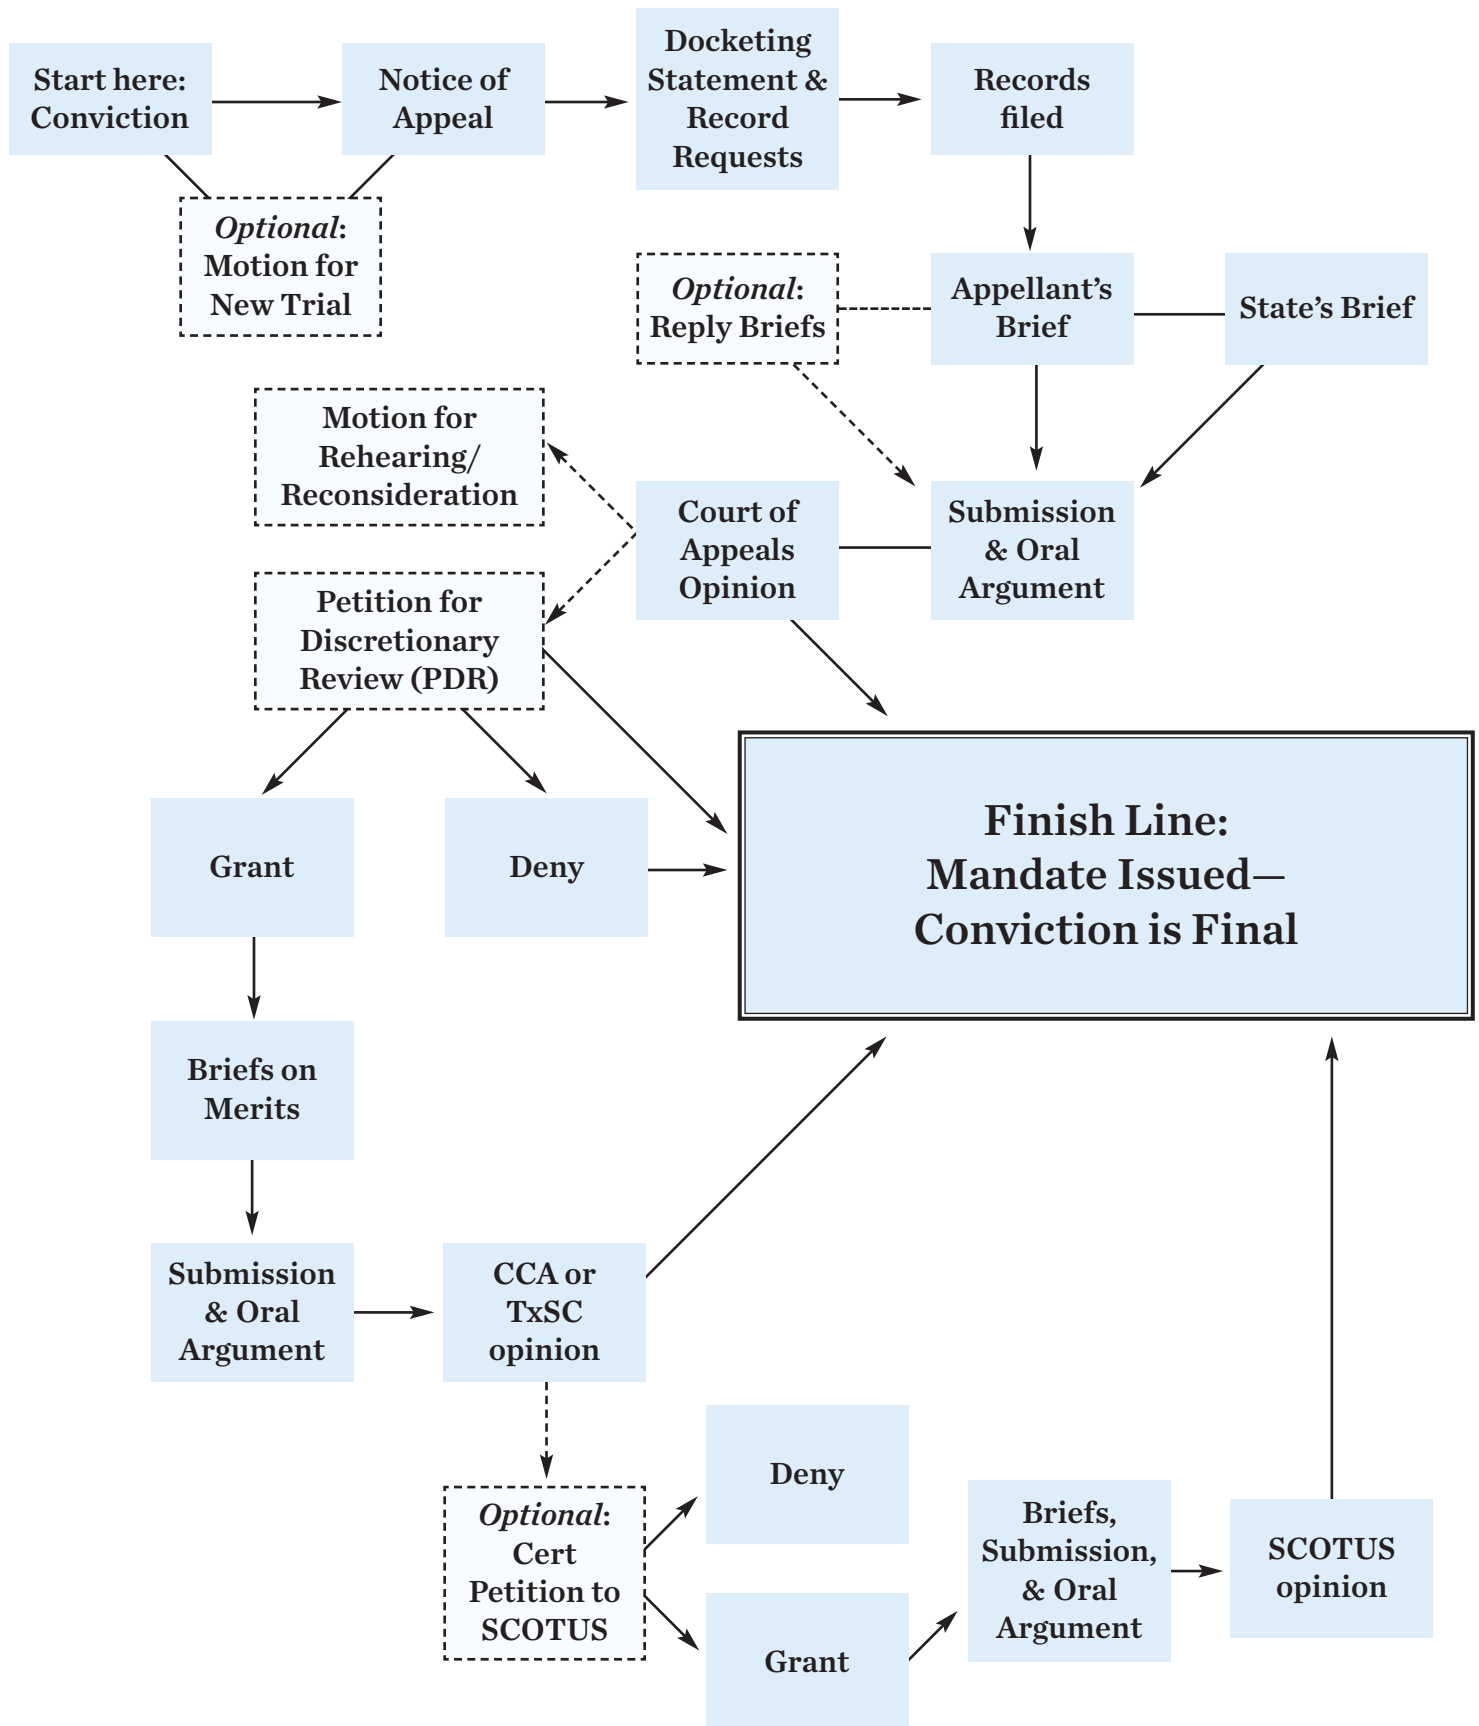 Start here:
Conviction
Notice of
Appeal
Docketing
Statement &
Record
Requests
Records
filed
Optional:
Motion for
New Trial
Optional:
Reply Briefs
Appellant’s
Brief
State’s Brief
Motion for
Rehearing/
Reconsideration
Court of
Appeals
Opinion
Submission
& Oral
Argument
Petition for
Discretionary
Review (PDR)
Grant
Deny
Finish Line:
Mandate Issued—
Conviction is Final
Briefs on
Merits
Submission
& Oral
Argument
CCA or
TxSC
opinion
Deny
Optional:
Cert
Petition to
SCOTUS
Grant
Briefs,
Submission,
& Oral
Argument
SCOTUS
opinion